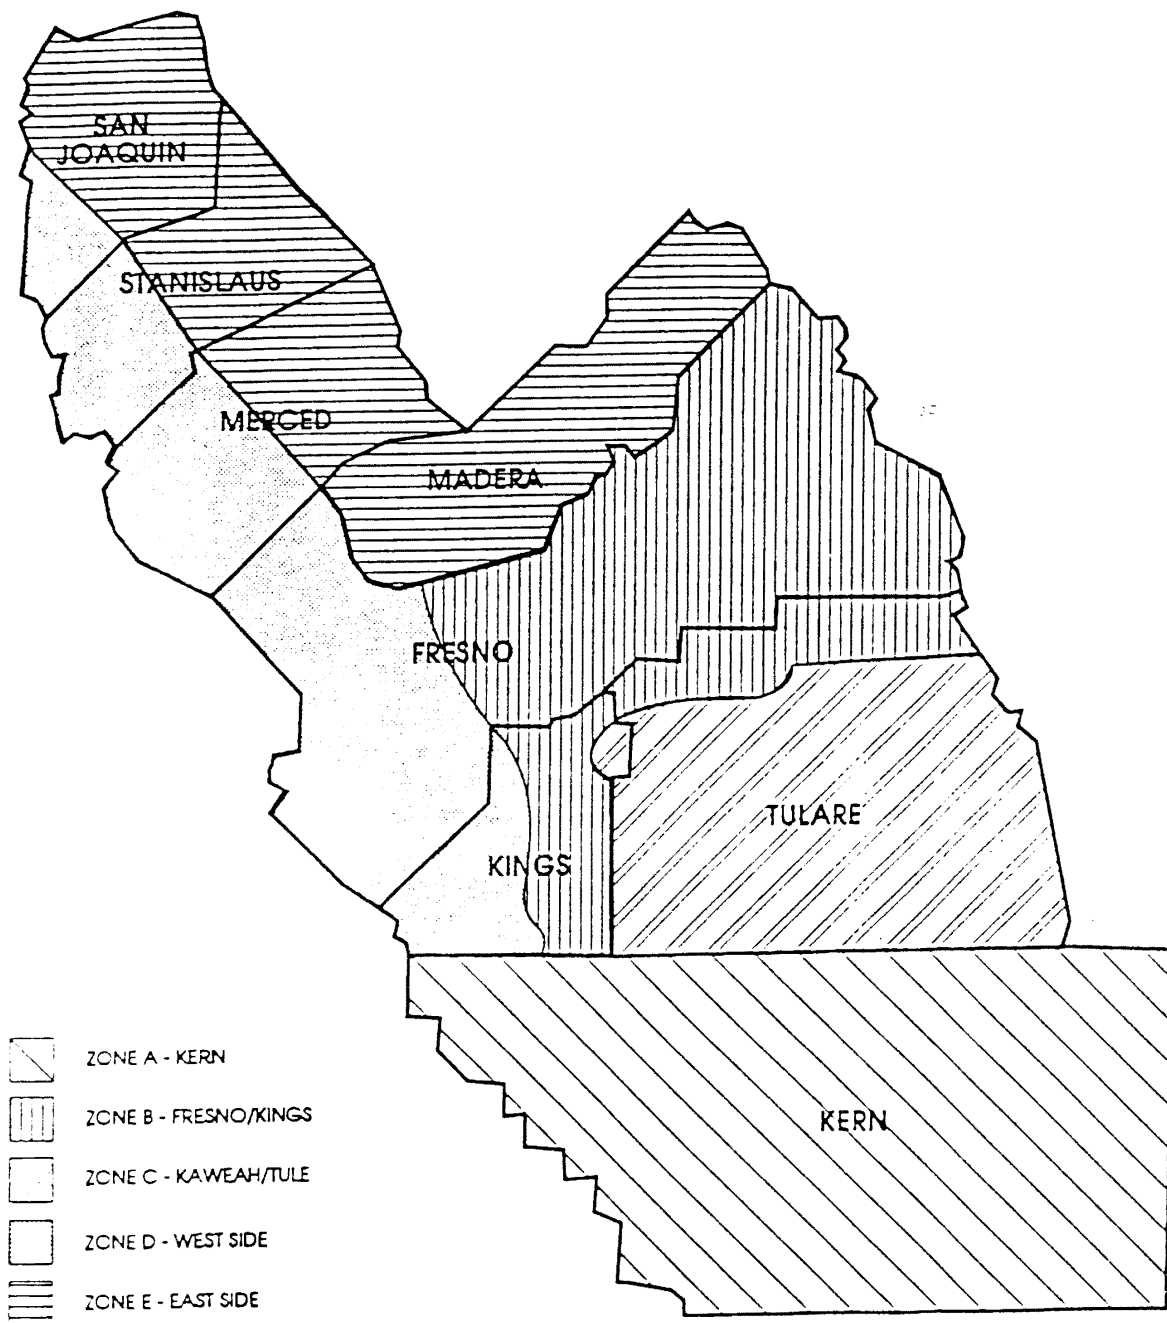 SAN
JOAQUIN
STANISLAUS
MERCED
MADERA
FRESNO
TULARE
KINGS
ZONE A - KERN
ZONE B - FRESNO/KINGS
KERN
ZONE C - KAWEAH/TULE
ZONE D - WEST SIDE
ZONE E - EAST SIDE